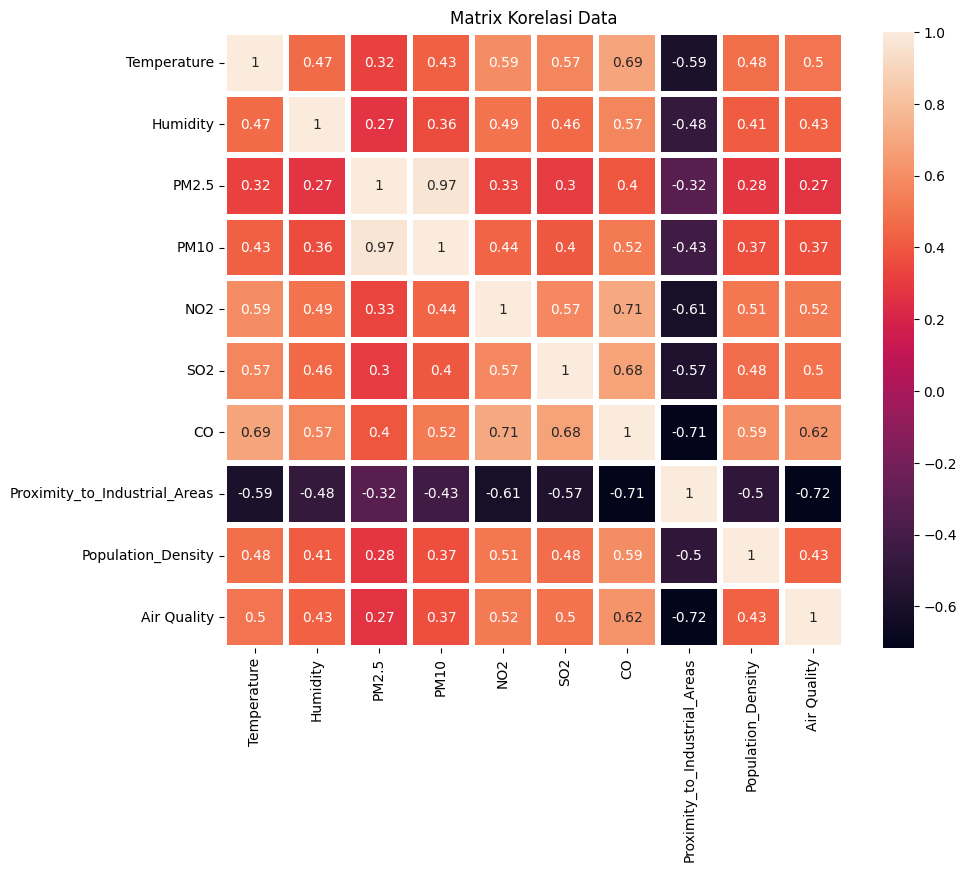 Matrix Korelasi Data
Temperature 1 0.47 0.32 0.43 0.59 0.57 0.69 -0.59 0.48 0.5
Humidity 0.47 1 0.27 0.36 0.49 0.46 0.57 -0.48 0.41 0.43
PM2.5 0.32 0.27 1 0.97 0.33 0.3 0.4 -0.32 0.28 0.27
PM10 0.43 0.36 0.97 1 0.44 0.4 0.52 -0.43 0.37 0.37
NO2 0.59 0.49 0.33 0.44 1 0.57 0.71 -0.61 0.51 0.52
SO2 0.57 0.46 0.3 0.4 0.57 1 0.68 -0.57 0.48 0.5
CO 0.69 0.57 0.4 0.52 0.71 0.68 1 -0.71 0.59 0.62
Proximity_to_Industrial_Areas -0.59 -0.48 -0.32 -0.43 -0.61 -0.57 -0.71 1 -0.5 -0.72
Population_Density 0.48 0.41 0.28 0.37 0.51 0.48 0.59 -0.5 1 0.43
Air Quality 0.5 0.43 0.27 0.37 0.52 0.5 0.62 -0.72 0.43 1
Temperature
Humidity
PM2.5
PM10
NO2
SO2
CO
Proximity_to_Industrial_Areas
Population_Density
Air Quality
1.0
0.8
0.6
0.4
0.2
0.0
−0.2
−0.4
−0.6